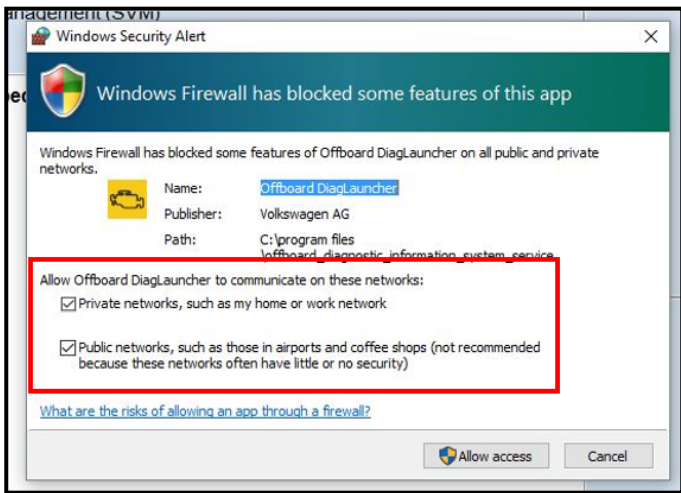 anagement (SVM)
Windows Security Alert
Windows Firewall has blocked some features of this app
Windows Firewall has blocked some features of Offboard DiagLauncher on all public and private
networks.
Name: Offboard DiagLauncher
Publisher: Volkswagen AG
Path: C:\program files
\offboard_diagnostic_information_system_service
Allow Offboard DiagLauncher to communicate on these networks:
Private networks, such as my home or work network
Public networks, such as those in airports and coffee shops (not recommended
because these networks often have little or no security)
What are the risks of allowing an app through a firewall?
Allow access Cancel